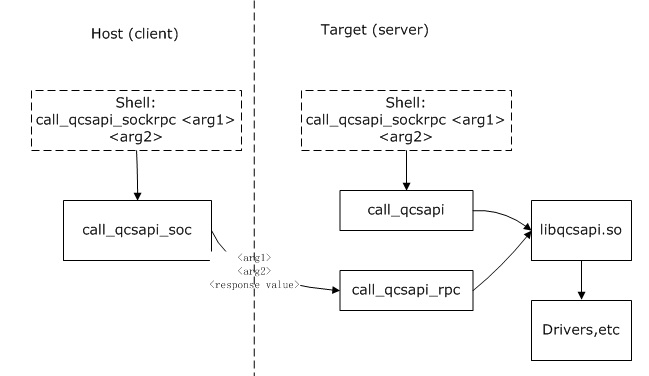 Host (client)
Target (server)
Shell:
call_qcsapi_sockrpc <arg1>
<arg2>
Shell:
call_qcsapi_sockrpc <arg1>
<arg2>
call_qcsapi_soc
call_qcsapi
libqcsapi.so
<arg1>
<arg2>
<response value>
call_qcsapi_rpc
Drivers,etc